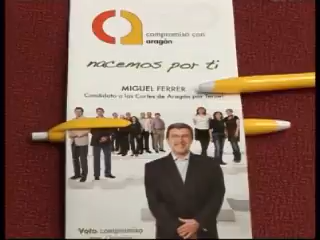 compromiso con
aragón
nacemos por ti
MIGUEL FERRER
Candidato a las Cortes de Aragón por Teruel
Vota compromiso